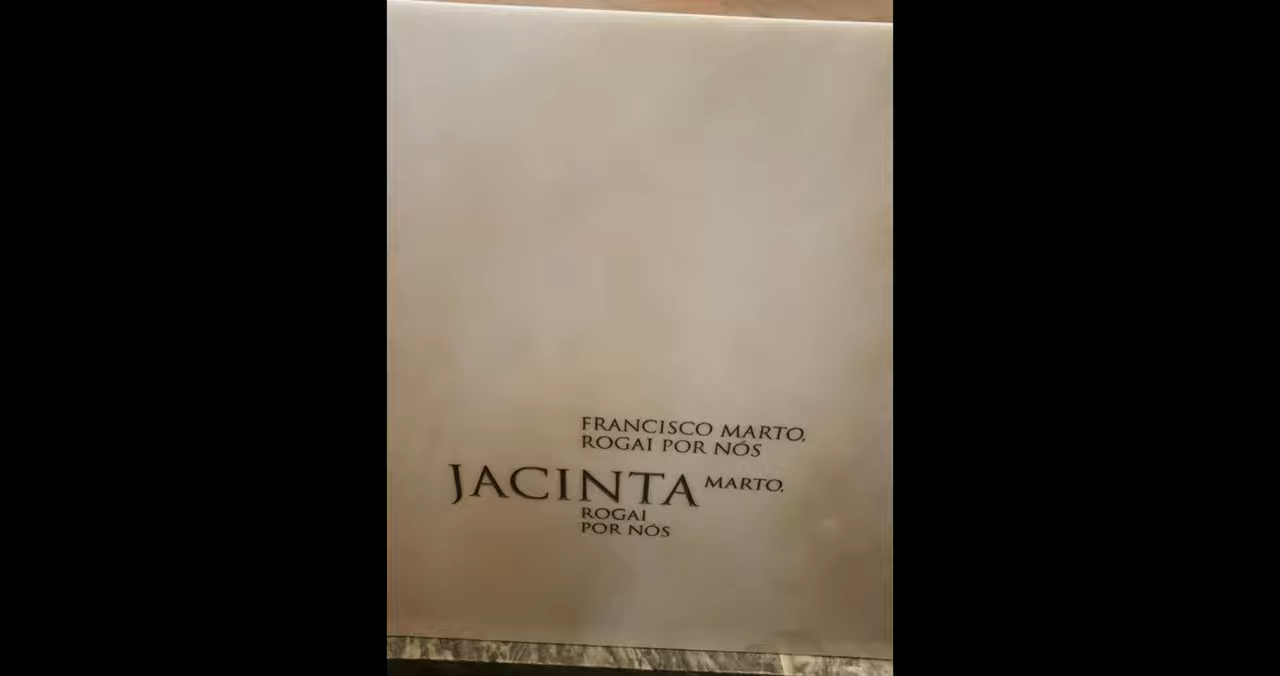 FRANCISCO MARTO,
ROGAI POR NÓS
JACINTA MARTO.
ROGAI
POR NÓS